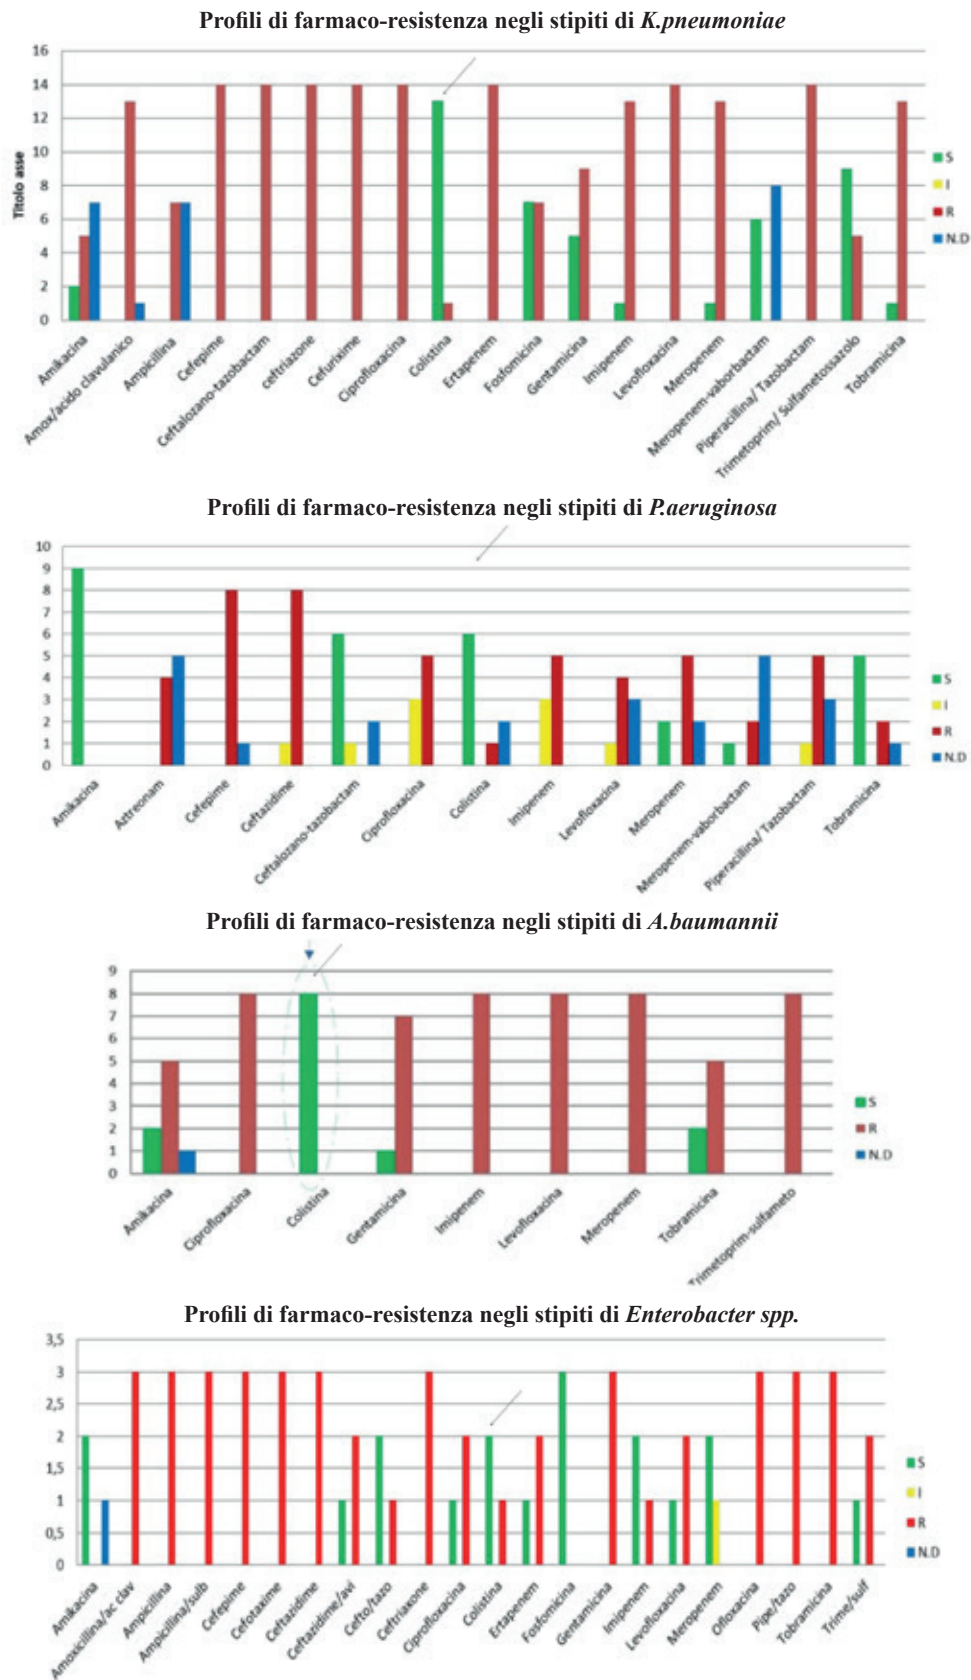 Profili di farmaco-resistenza negli stipiti di K.pneumoniae
16
14
12
10
8
6
4
2
0
Titolo asse
S
I
R
N.D
Amikacina
Amox/acido clavulanico
Ampicillina
Cefepime
Ceftalozano-tazobactam
ceftriazone
Cefurixime
Ciprofloxacina
Colistina
Ertapenem
Fosfomicina
Gentamicina
Imipenem
Levofloxacina
Meropenem
Meropenem-vaborbactam
Piperacillina/ Tazobactam
Trimetoprim/ Sulfametossazolo
Tobramicina
Profili di farmaco-resistenza negli stipiti di P.aeruginosa
10
9
8
7
6
5
4
3
2
1
0
S
I
R
N.D
Amikacina
Aztreonam
Cefepime
Ceftazidime
Ceftalozano-tazobactam
Ciprofloxacina
Colistina
Imipenem
Levofloxacina
Meropenem
Meropenem-vaborbactam
Piperacillina/ Tazobactam
Tobramicina
Profili di farmaco-resistenza negli stipiti di A.baumannii
9
8
7
6
5
4
3
2
1
0
S
R
N.D
Amikacina
Ciprofloxacina
Colistina
Gentamicina
Imipenem
Levofloxacina
Meropenem
Tobramicina
Trimetoprim-sulfameto
Profili di farmaco-resistenza negli stipiti di Enterobacter spp.
3,5
3
2,5
2
1,5
1
0,5
0
S
I
R
N.D
Amikacina
Amoxicillina/ac clav
Ampicillina
Ampicillina/sulb
Cefepime
Cefotaxime
Ceftazidime
Ceftazidime/avi
Cefto/tazo
Ceftriaxone
Ciprofloxacina
Colistina
Ertapenem
Fosfomicina
Gentamicina
Imipenem
Levofloxacina
Meropenem
Ofloxacina
Pipe/tazo
Tobramicina
Trime/sulf